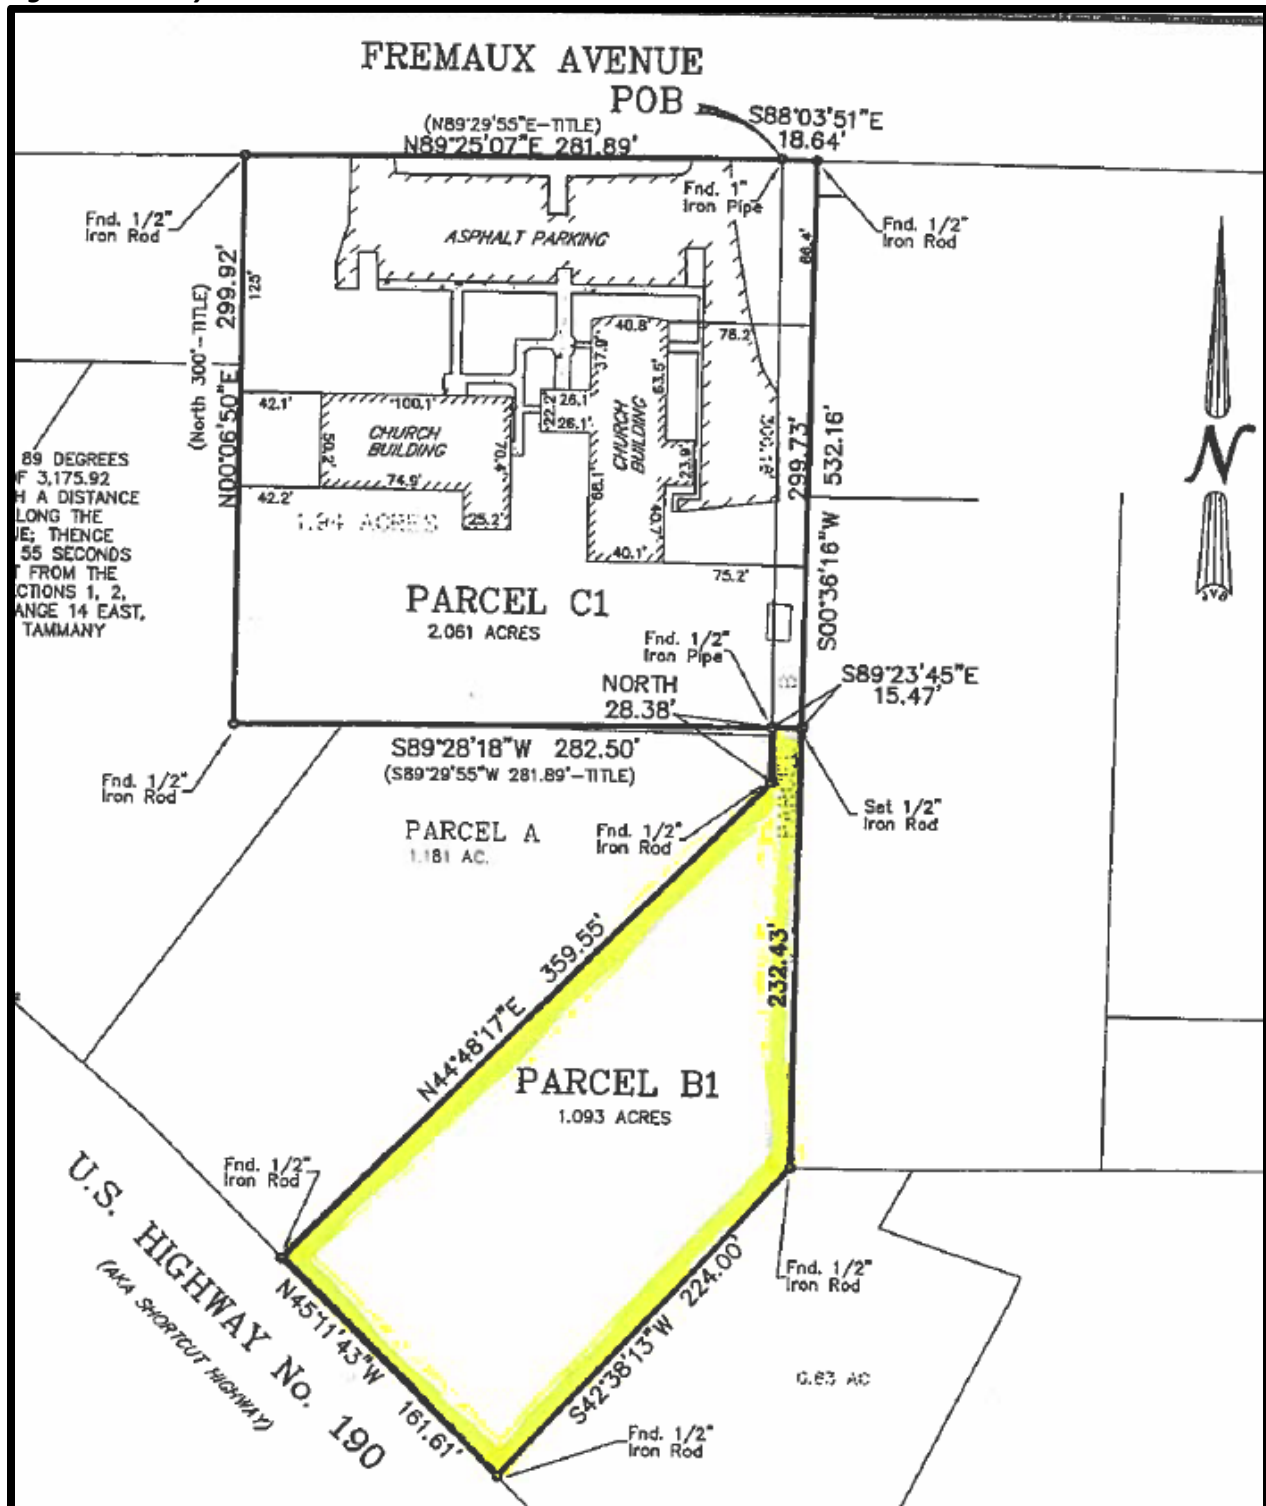 FREMAUX AVENUE
POB
S88°03'51"E
18.64'
(N89°29'55"E-TITLE)
N89°25'07"E 281.89'
Fnd. 1/2"
Iron Rod
Fnd. 1"
Iron Pipe
Fnd. 1/2"
Iron Rod
ASPHALT PARKING
66.4'
(North 300'-TITLE)
N00°06'50"E 299.92'
125'
40.8'
78.2'
37.9'
63.5'
42.1'
100.1'
26.1'
22.2'
26.1'
CHURCH
BUILDING
CHURCH
BUILDING
50.2'
70.4'
74.9'
68.1'
23.9'
299.73'
532.16'
42.2'
25.2'
40.7'
1.94 ACRES
40.1'
75.2'
S00°36'16"W
89 DEGREES
OF 3,175.92
H A DISTANCE
LONG THE
UE; THENCE
55 SECONDS
T FROM THE
CTIONS 1, 2,
ANGE 14 EAST,
TAMMANY
N
PARCEL C1
2.061 ACRES
Fnd. 1/2"
Iron Pipe
B
S89°23'45"E
15.47'
NORTH
28.38'
S89°28'18"W 282.50'
(S89°29'55"W 281.89'-TITLE)
Fnd. 1/2"
Iron Rod
Set 1/2"
Iron Rod
PARCEL A
1.181 AC.
Fnd. 1/2"
Iron Rod
PARCEL
N44°48'17"E 359.55'
232.43'
PARCEL B1
1.093 ACRES
Fnd. 1/2"
Iron Rod
U.S. HIGHWAY No. 190
(AKA SHORTCUT HIGHWAY)
N45°11'43"W 161.61'
S42°38'13"W 224.00'
Fnd. 1/2"
Iron Rod
0.63 AC
Fnd. 1/2"
Iron Rod